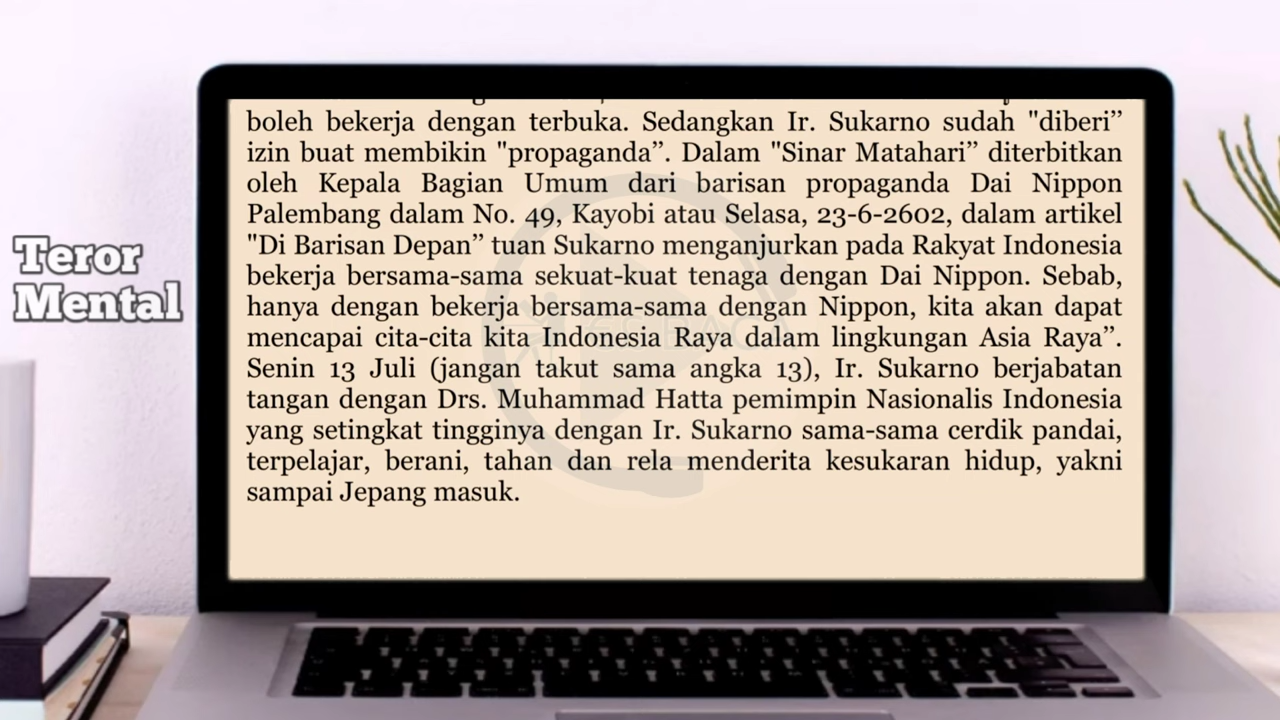 boleh bekerja dengan terbuka. Sedangkan Ir. Sukarno sudah "diberi”
izin buat membikin "propaganda”. Dalam "Sinar Matahari” diterbitkan
oleh Kepala Bagian Umum dari barisan propaganda Dai Nippon
Palembang dalam No. 49, Kayobi atau Selasa, 23-6-2602, dalam artikel
"Di Barisan Depan” tuan Sukarno menganjurkan pada Rakyat Indonesia
bekerja bersama-sama sekuat-kuat tenaga dengan Dai Nippon. Sebab,
hanya dengan bekerja bersama-sama dengan Nippon, kita akan dapat
mencapai cita-cita kita Indonesia Raya dalam lingkungan Asia Raya”.
Senin 13 Juli (jangan takut sama angka 13), Ir. Sukarno berjabatan
tangan dengan Drs. Muhammad Hatta pemimpin Nasionalis Indonesia
yang setingkat tingginya dengan Ir. Sukarno sama-sama cerdik pandai,
terpelajar, berani, tahan dan rela menderita kesukaran hidup, yakni
sampai Jepang masuk.
Teror
Mental